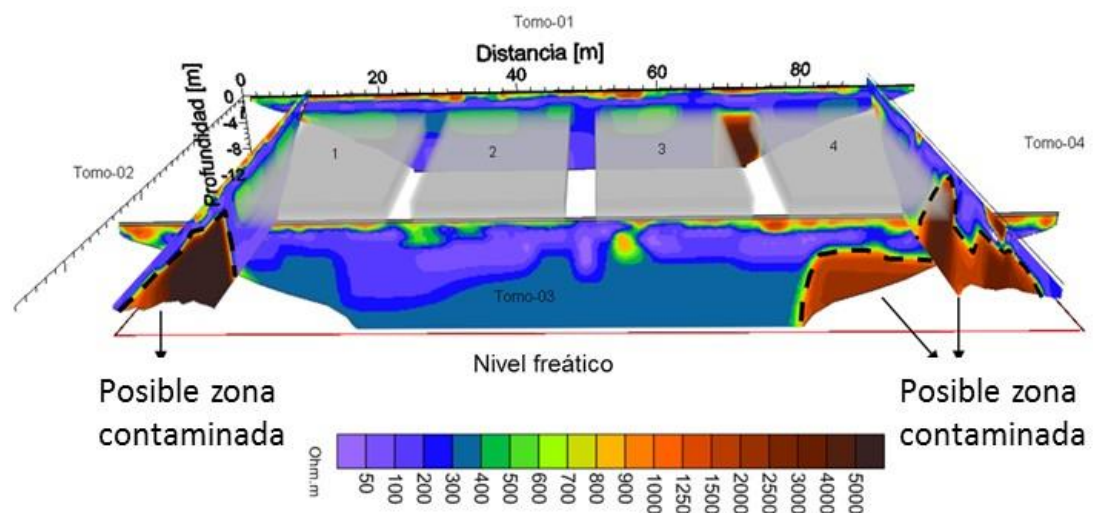 Tomo-01
Distancia [m]
0 20 40 60 80
Profundidad [m]
0
-4
-8
-12
Tomo-02
Tomo-04
1 2 3 4
Tomo-03
Nivel freático
Posible zona
contaminada
Posible zona
contaminada
Ohm.m
50 100 200 300 400 500 600 700 800 900 1000 1250 1500 2000 2500 3000 4000 5000